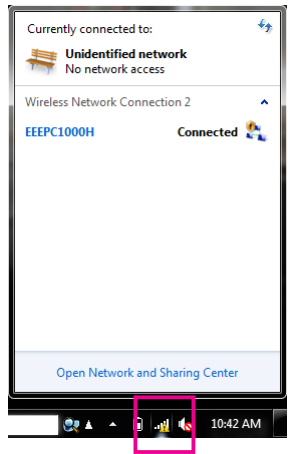 Currently connected to:
Unidentified network
No network access
Wireless Network Connection 2
EEEPC1000H Connected
Open Network and Sharing Center
10:42 AM